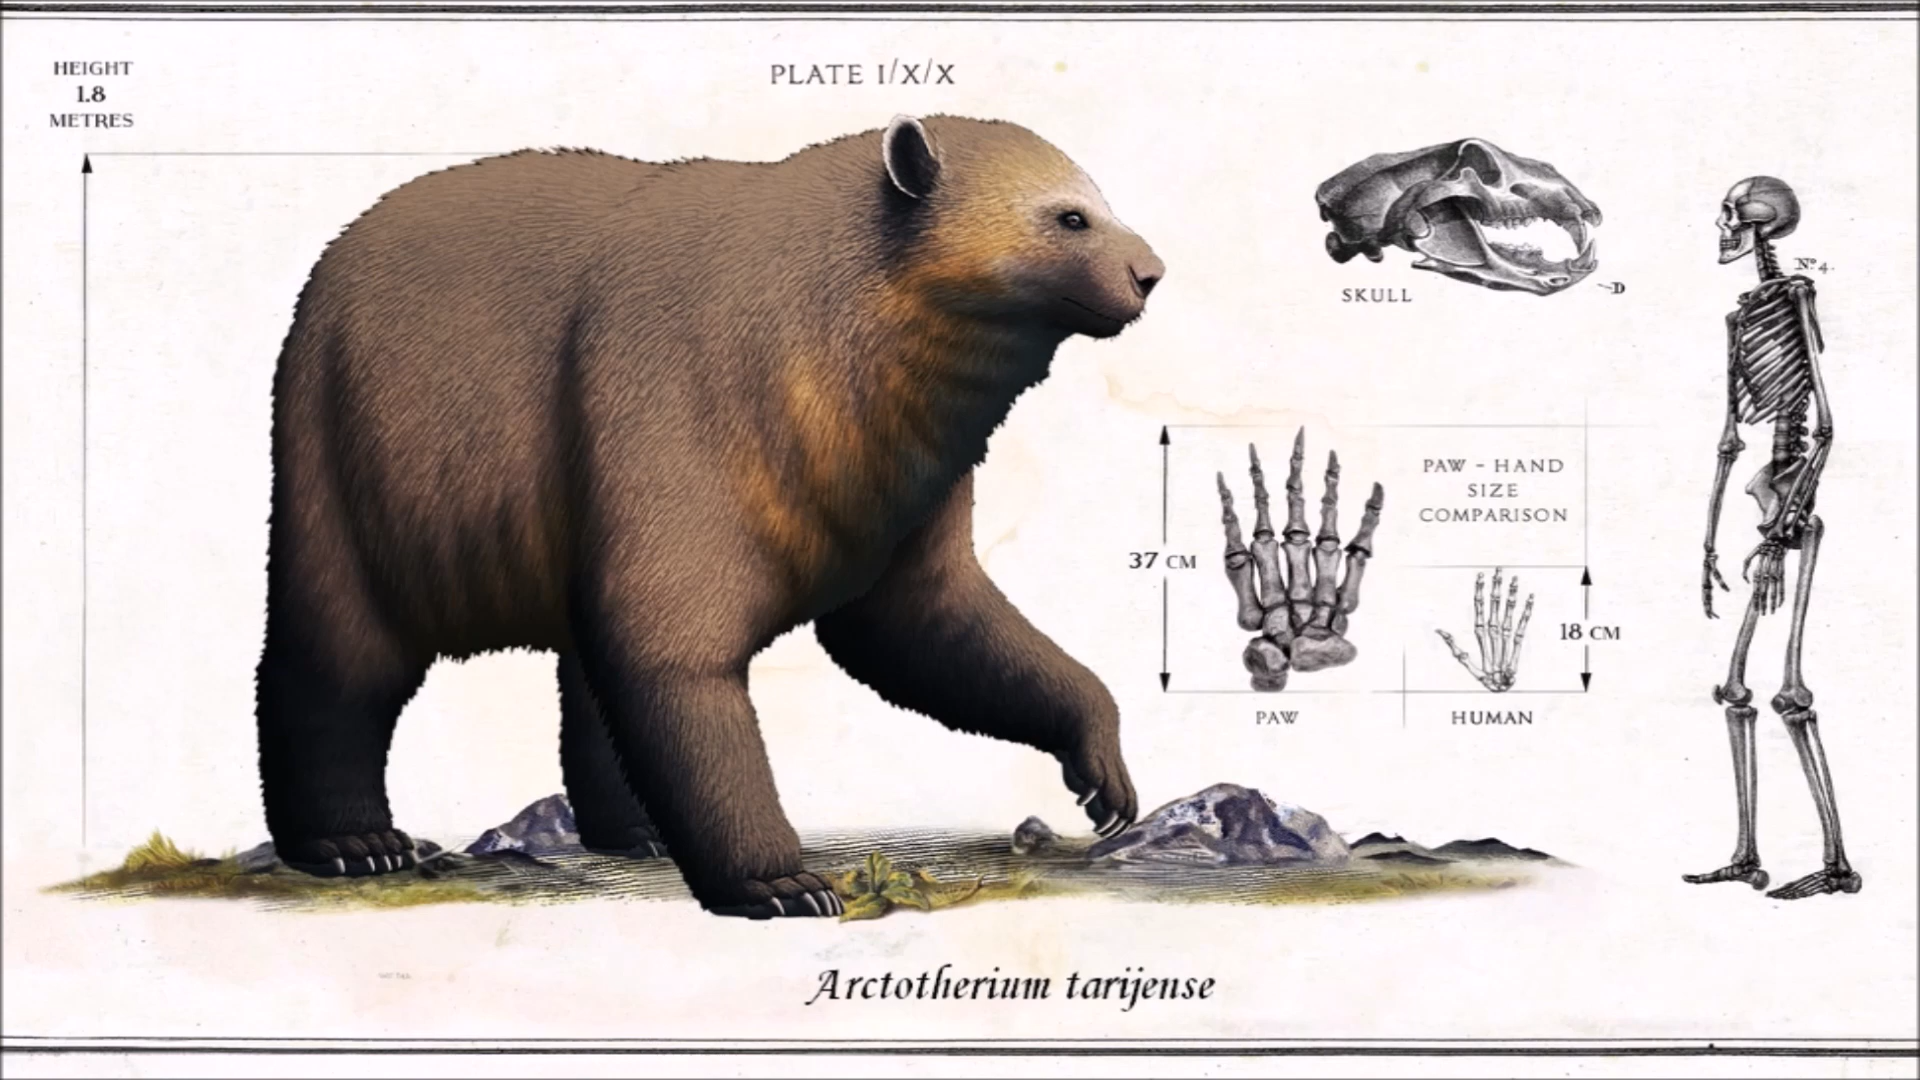 HEIGHT
1.8
METRES
PLATE I/X/X
SKULL
D
Nº 4.
PAW - HAND
SIZE
COMPARISON
37 CM
18 CM
PAW
HUMAN
Arctotherium tarijense